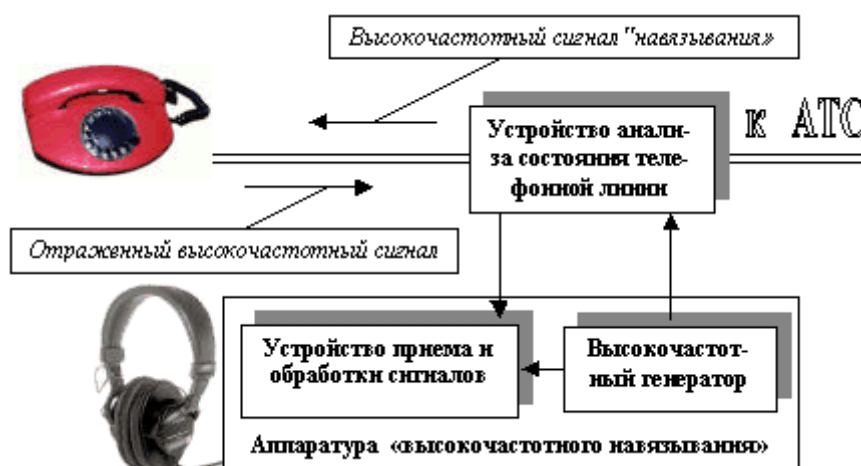 Высокочастотный сигнал "навязывания»
Устройство анали-
за состояния теле-
фонной линии
к АТС
Отраженный высокочастотный сигнал
Устройство приема и
обработки сигналов
Высокочастот-
ный генератор
Аппаратура «высокочастотного навязывания»